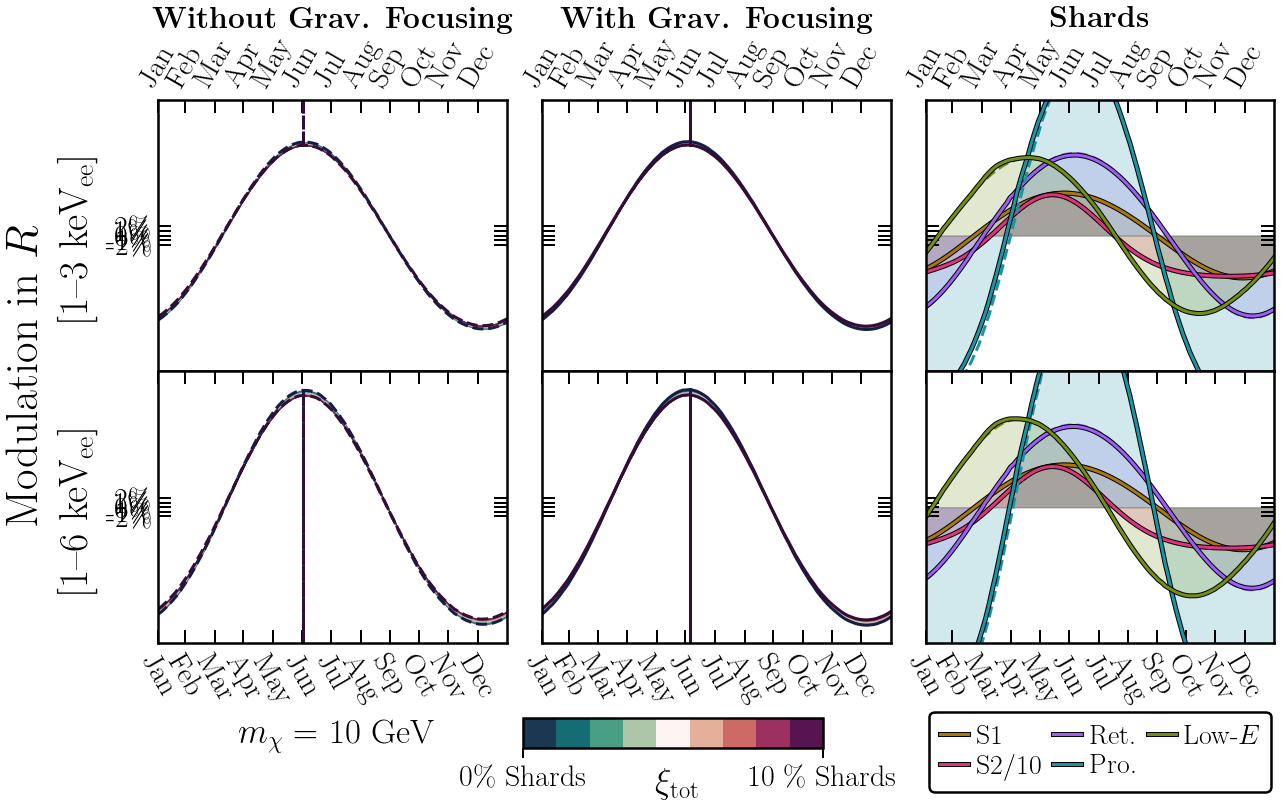 Without Grav. Focusing
With Grav. Focusing
Shards
Jan Feb Mar Apr May Jun Jul Aug Sep Oct Nov Dec
Jan Feb Mar Apr May Jun Jul Aug Sep Oct Nov Dec
Jan Feb Mar Apr May Jun Jul Aug Sep Oct Nov Dec
Modulation in R
[1–3 keVee]
[1–6 keVee]
Jan Feb Mar Apr May Jun Jul Aug Sep Oct Nov Dec
Jan Feb Mar Apr May Jun Jul Aug Sep Oct Nov Dec
Jan Feb Mar Apr May Jun Jul Aug Sep Oct Nov Dec
mχ = 10 GeV
0% Shards
ξtot
10 % Shards
S1
Ret.
Low-E
S2/10
Pro.